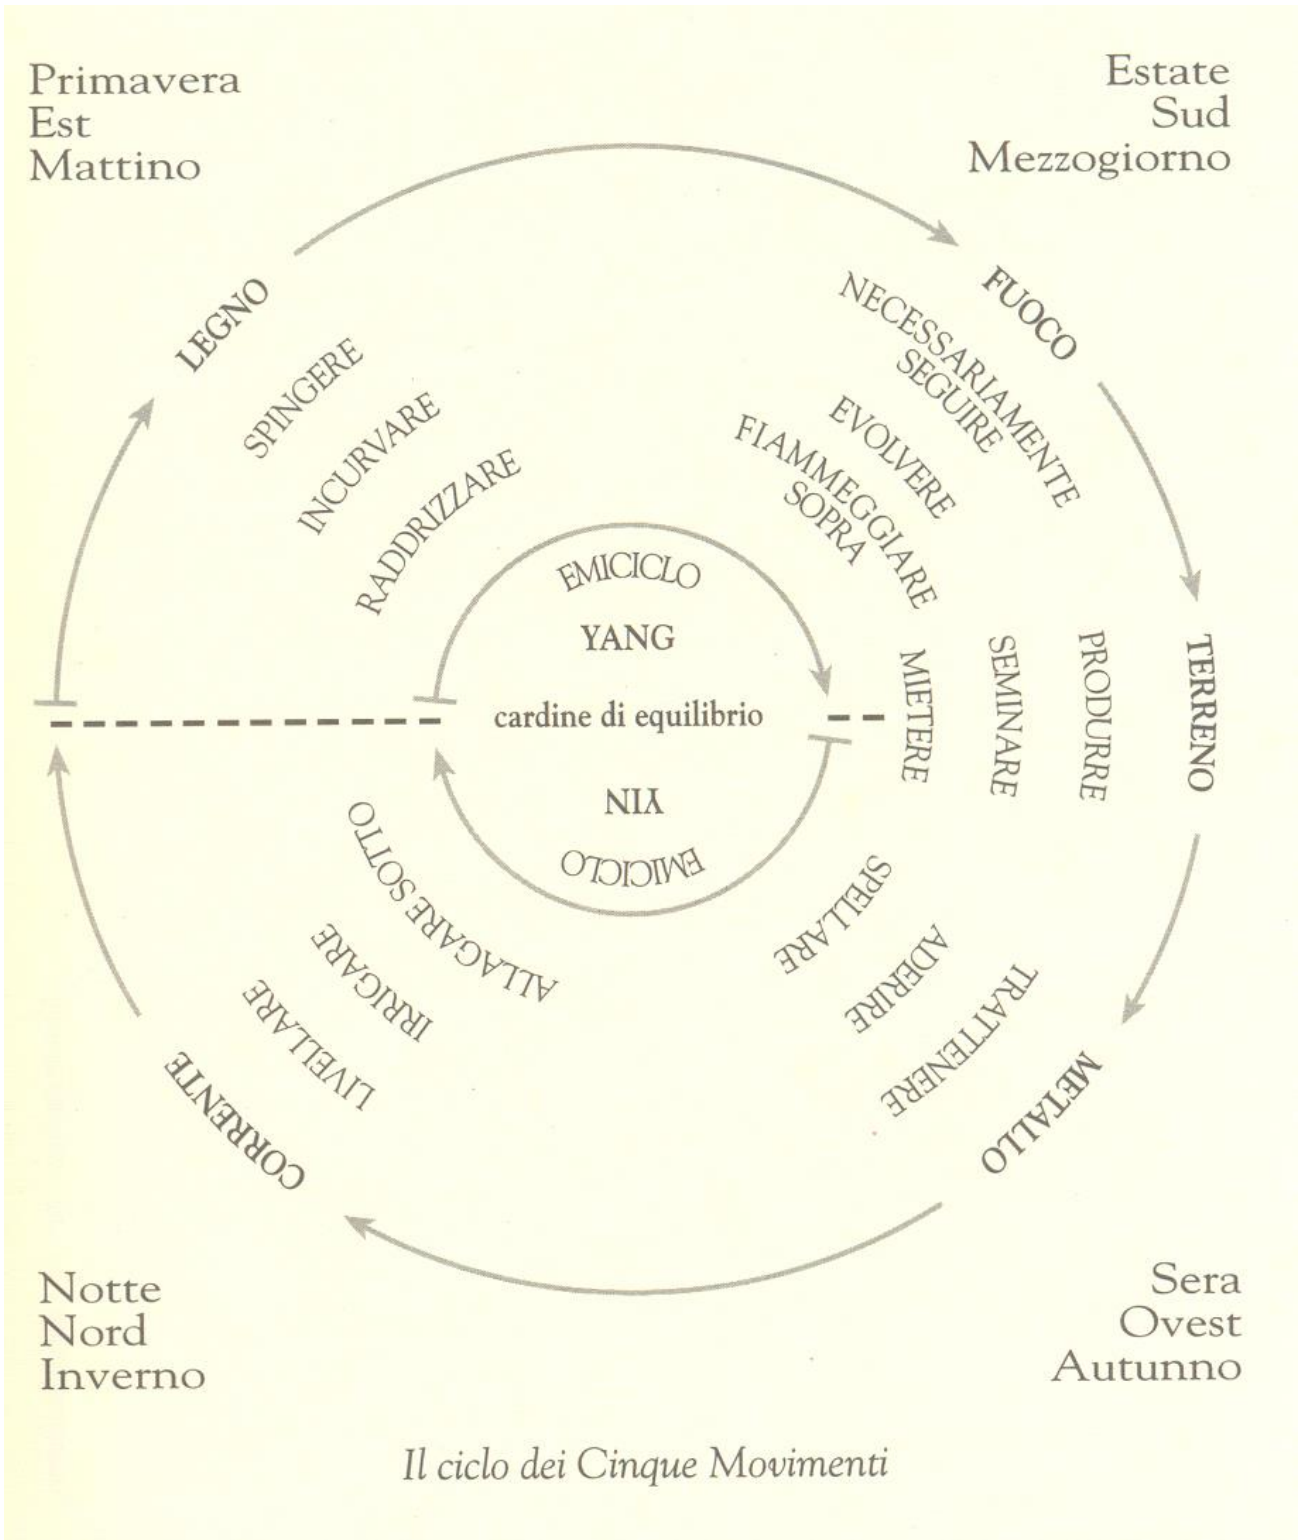 Primavera
Est
Mattino
Estate
Sud
Mezzogiorno
LEGNO
SPINGERE
INCURVARE
RADDRIZZARE
FUOCO
NECESSARIAMENTE
SEGUIRE
EVOLVERE
FIAMMEGGIARE
SOPRA
TERRENO
PRODURRE
SEMINARE
MIETERE
EMICICLO
YANG
cardine di equilibrio
YIN
EMICICLO
SPELLARE
ADERIRE
TRATTENERE
METALLO
ALLAGARE SOTTO
IRRIGARE
LIVELLARE
CORRENTE
Notte
Nord
Inverno
Sera
Ovest
Autunno
Il ciclo dei Cinque Movimenti